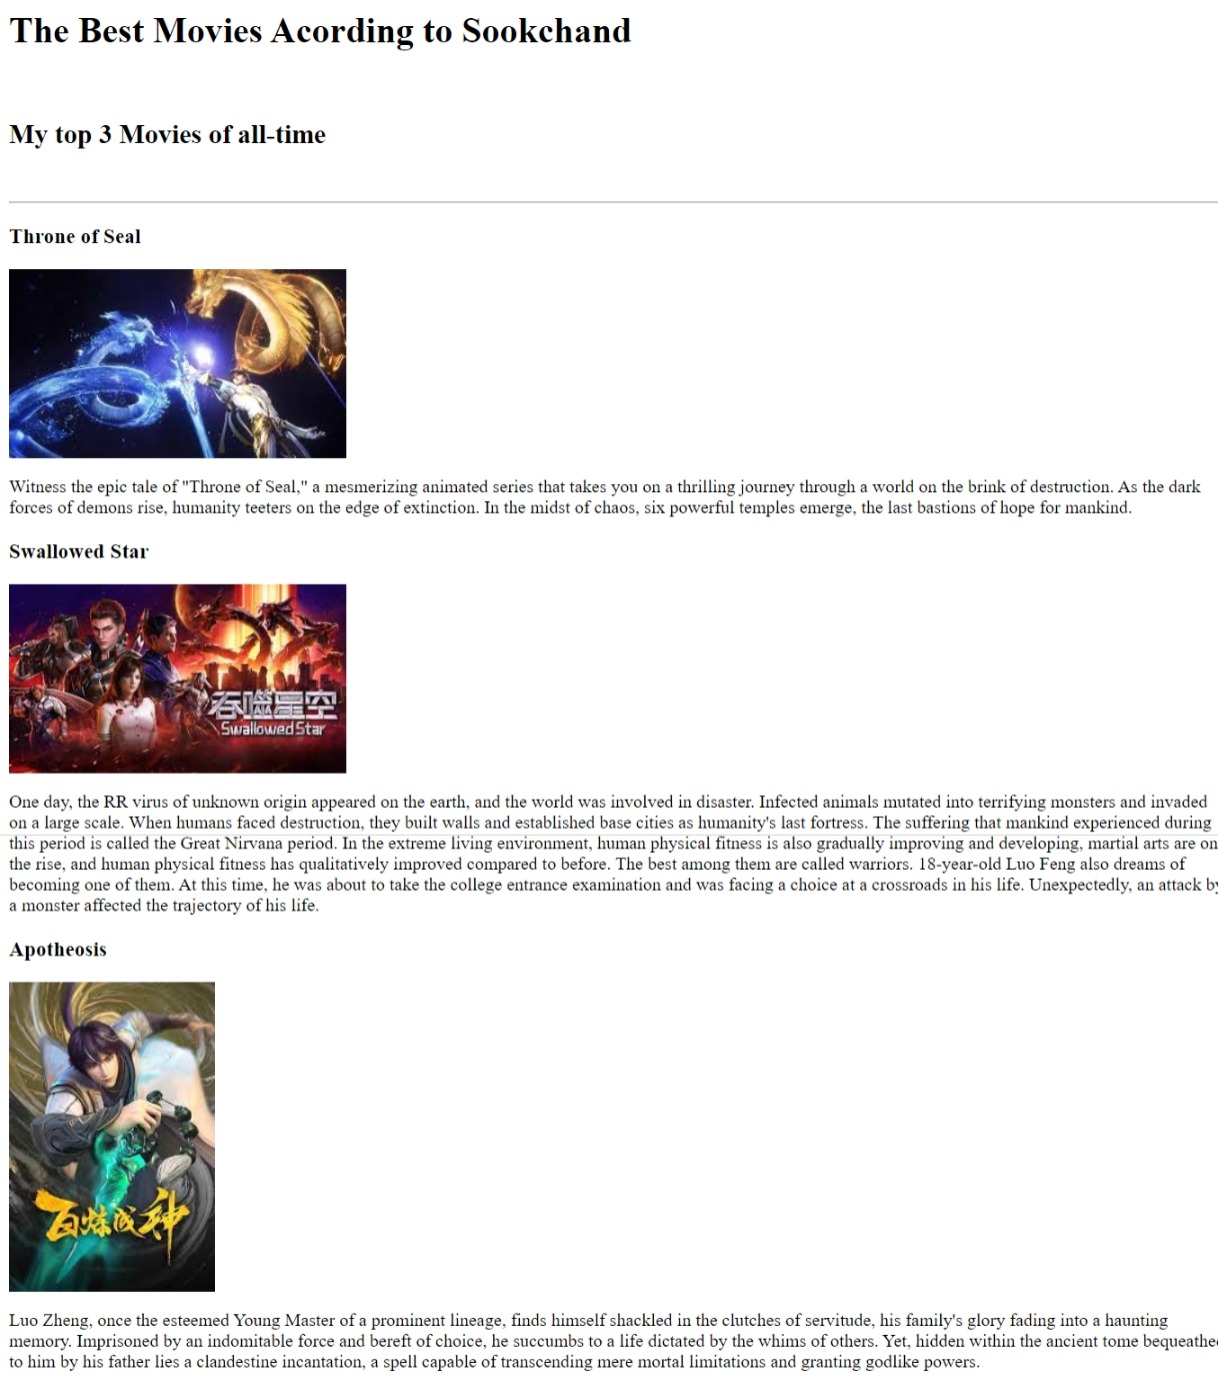 The Best Movies Acording to Sookchand
My top 3 Movies of all-time
Throne of Seal
Witness the epic tale of "Throne of Seal," a mesmerizing animated series that takes you on a thrilling journey through a world on the brink of destruction. As the dark
forces of demons rise, humanity teeters on the edge of extinction. In the midst of chaos, six powerful temples emerge, the last bastions of hope for mankind.
Swallowed Star
吞噬星空
Swallowed Star
One day, the RR virus of unknown origin appeared on the earth, and the world was involved in disaster. Infected animals mutated into terrifying monsters and invaded
on a large scale. When humans faced destruction, they built walls and established base cities as humanity's last fortress. The suffering that mankind experienced during
this period is called the Great Nirvana period. In the extreme living environment, human physical fitness is also gradually improving and developing, martial arts are on
the rise, and human physical fitness has qualitatively improved compared to before. The best among them are called warriors. 18-year-old Luo Feng also dreams of
becoming one of them. At this time, he was about to take the college entrance examination and was facing a choice at a crossroads in his life. Unexpectedly, an attack by
a monster affected the trajectory of his life.
Apotheosis
百炼成神
Luo Zheng, once the esteemed Young Master of a prominent lineage, finds himself shackled in the clutches of servitude, his family's glory fading into a haunting
memory. Imprisoned by an indomitable force and bereft of choice, he succumbs to a life dictated by the whims of others. Yet, hidden within the ancient tome bequeathe
to him by his father lies a clandestine incantation, a spell capable of transcending mere mortal limitations and granting godlike powers.